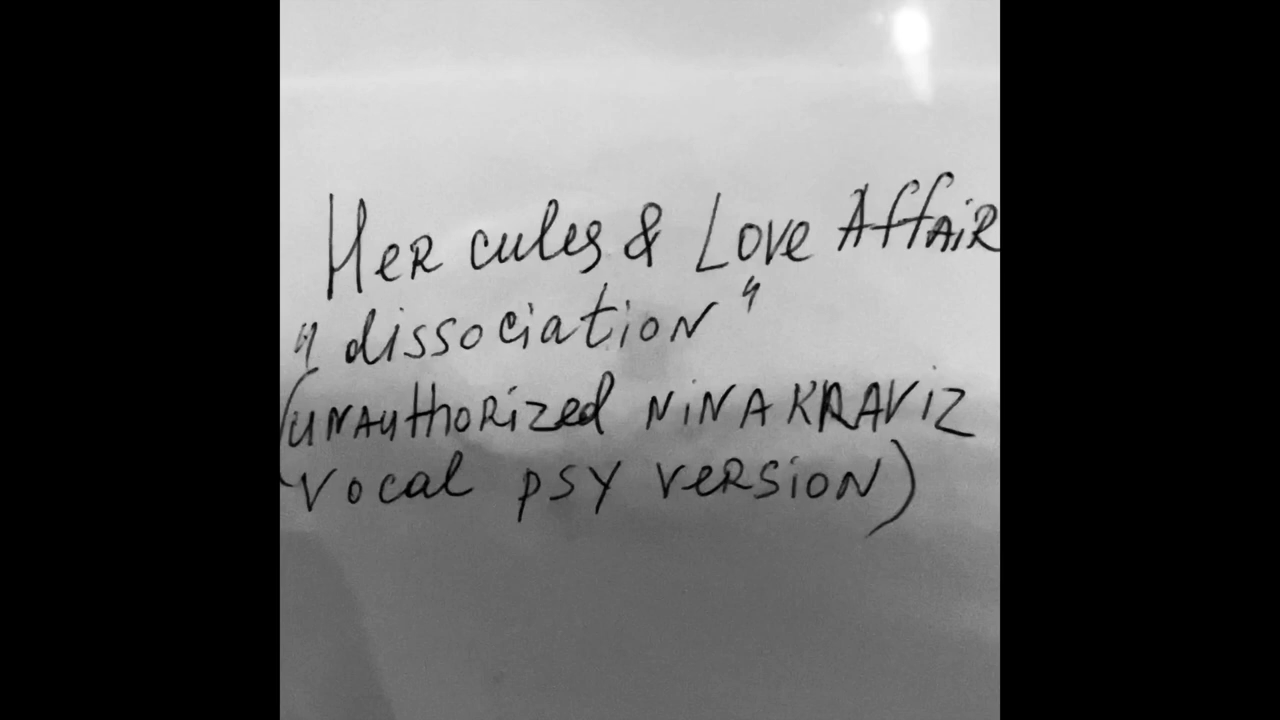 Hercules & Love Affair
"dissociation"
(unauthorized NINA KRAVIZ
vocal psy version)